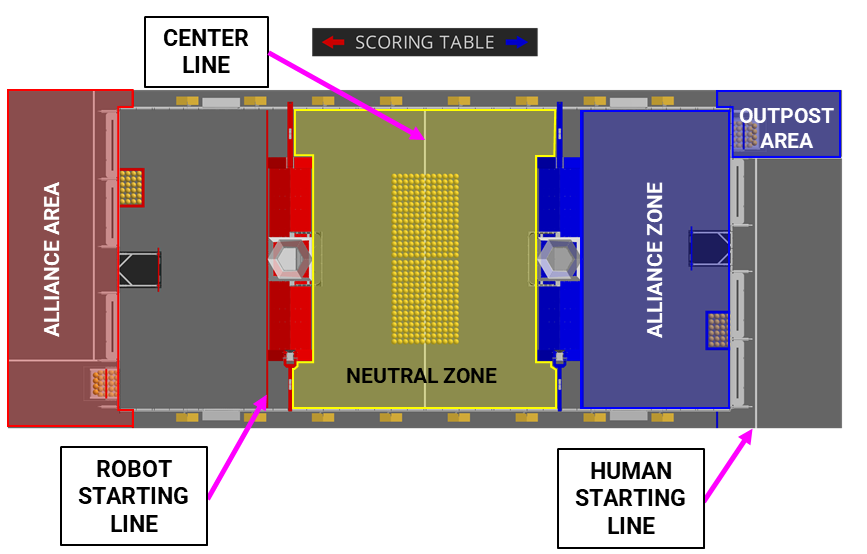 CENTER
LINE
SCORING TABLE
OUTPOST
AREA
ALLIANCE AREA
ALLIANCE ZONE
NEUTRAL ZONE
ROBOT
STARTING
LINE
HUMAN
STARTING
LINE